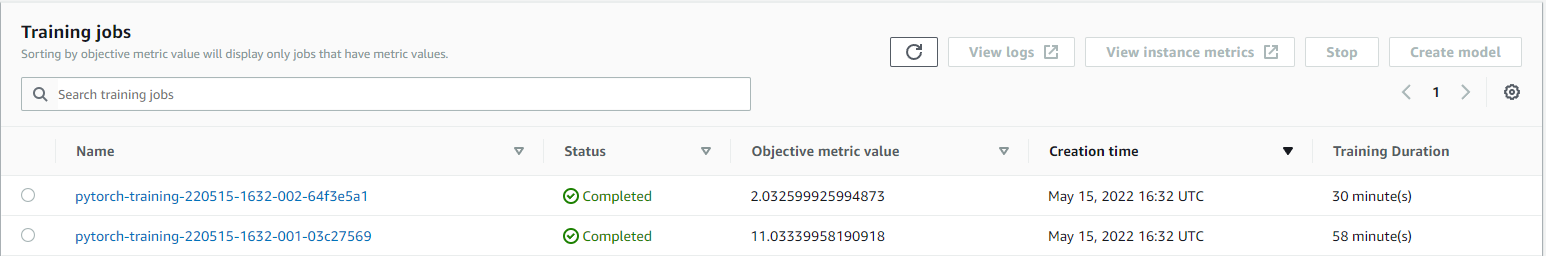 Training jobs
Sorting by objective metric value will display only jobs that have metric values.
View logs View instance metrics Stop Create model
Search training jobs
1
Name Status Objective metric value Creation time Training Duration
pytorch-training-220515-1632-002-64f3e5a1 Completed 2.032599925994873 May 15, 2022 16:32 UTC 30 minute(s)
pytorch-training-220515-1632-001-03c27569 Completed 11.03339958190918 May 15, 2022 16:32 UTC 58 minute(s)